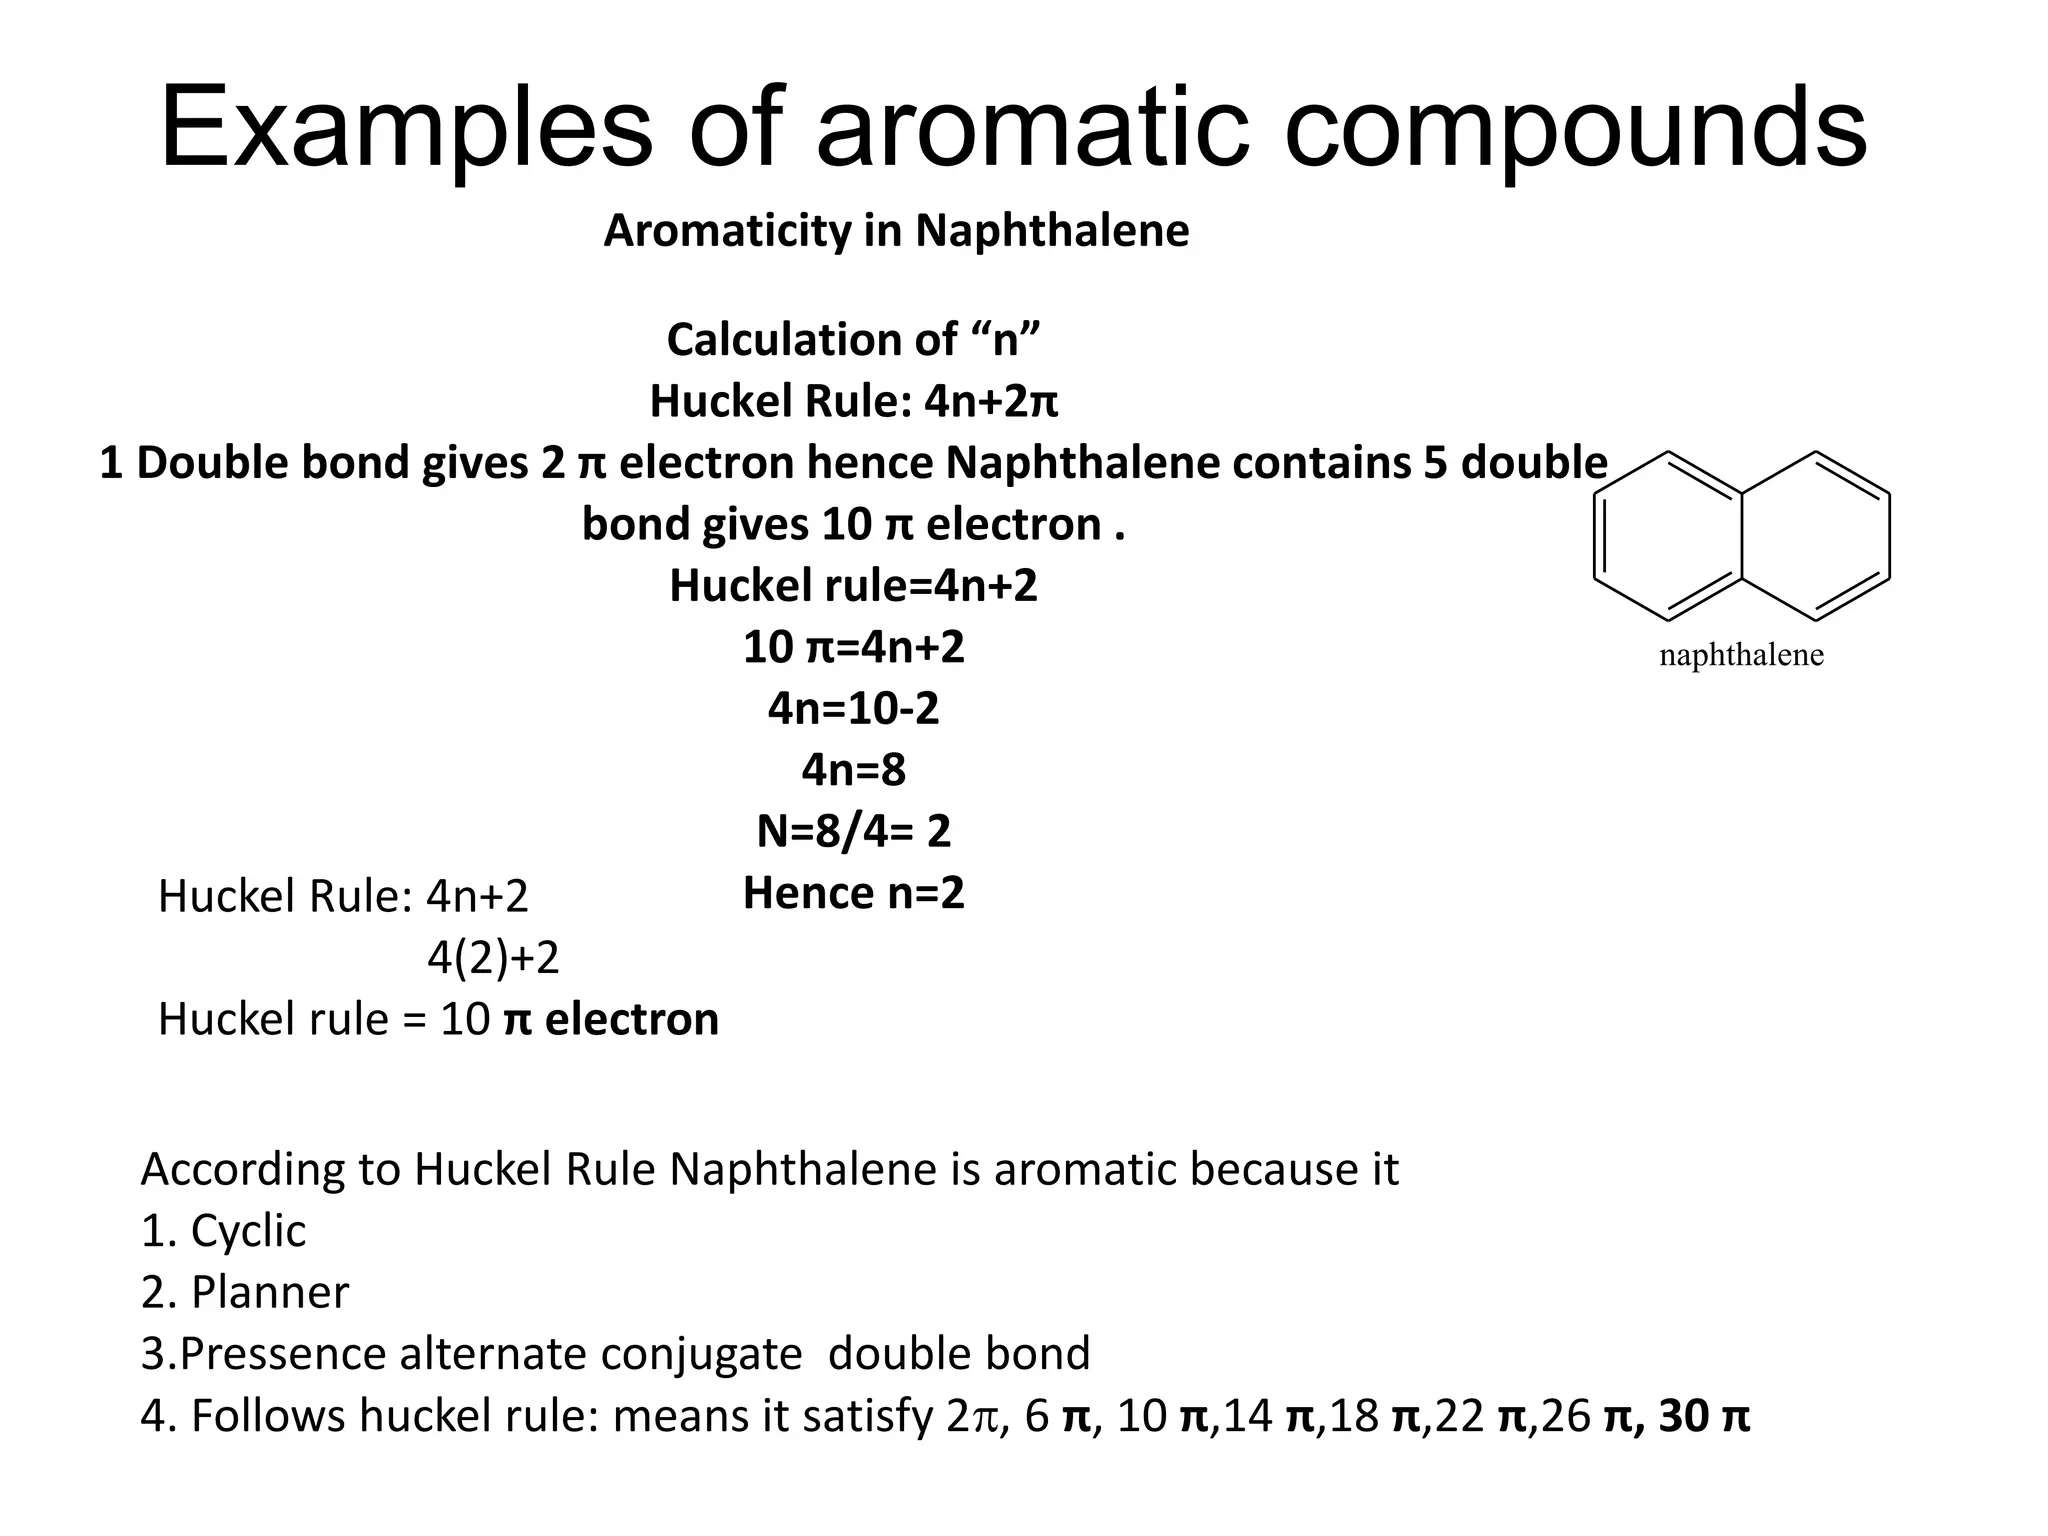 Examples of aromatic compounds
Aromaticity in Naphthalene
Calculation of “n”
Huckel Rule: 4n+2π
1 Double bond gives 2 π electron hence Naphthalene contains 5 double
bond gives 10 π electron .
Huckel rule=4n+2
10 π=4n+2
4n=10-2
4n=8
N=8/4= 2
Hence n=2
naphthalene
Huckel Rule: 4n+2
4(2)+2
Huckel rule = 10 π electron
According to Huckel Rule Naphthalene is aromatic because it
1. Cyclic
2. Planner
3.Pressence alternate conjugate  double bond
4. Follows huckel rule: means it satisfy 2π, 6 π, 10 π,14 π,18 π,22 π,26 π, 30 π